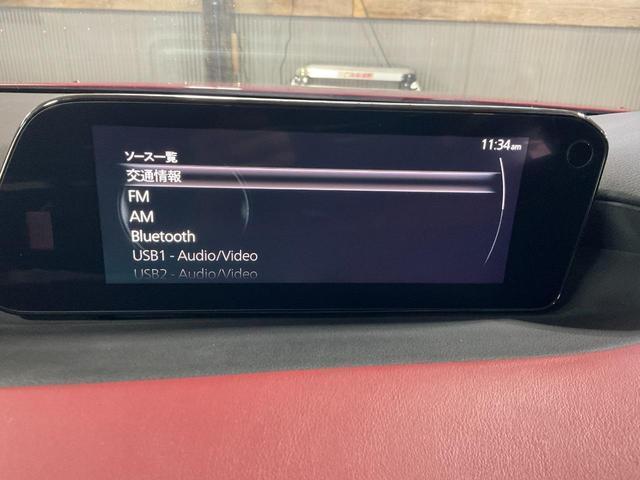 11:34am
ソース一覧
交通情報
FM
AM
Bluetooth
USB1 - Audio/Video
USB2 - Audio/Video